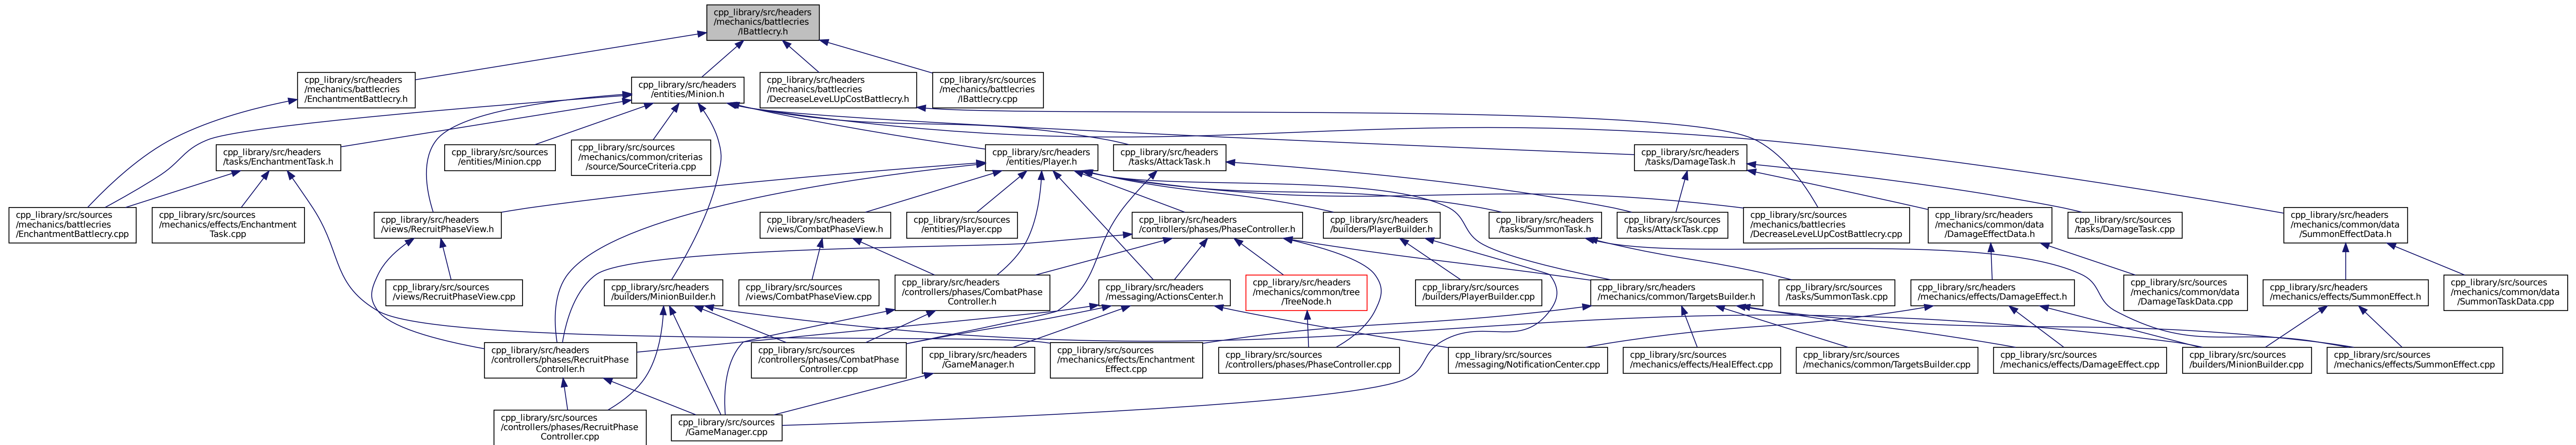 cpp_library/src/headers
/mechanics/battlecries
/IBattlecry.h
cpp_library/src/headers
/mechanics/battlecries
/EnchantmentBattlecry.h
cpp_library/src/headers
/entities/Minion.h
cpp_library/src/headers
/mechanics/battlecries
/DecreaseLeveLUpCostBattlecry.h
cpp_library/src/sources
/mechanics/battlecries
/IBattlecry.cpp
cpp_library/src/headers
/tasks/EnchantmentTask.h
cpp_library/src/sources
/entities/Minion.cpp
cpp_library/src/sources
/mechanics/common/criterias
/source/SourceCriteria.cpp
cpp_library/src/headers
/entities/Player.h
cpp_library/src/headers
/tasks/AttackTask.h
cpp_library/src/headers
/tasks/DamageTask.h
cpp_library/src/sources
/mechanics/battlecries
/EnchantmentBattlecry.cpp
cpp_library/src/sources
/mechanics/effects/Enchantment
Task.cpp
cpp_library/src/headers
/views/RecruitPhaseView.h
cpp_library/src/headers
/views/CombatPhaseView.h
cpp_library/src/sources
/entities/Player.cpp
cpp_library/src/headers
/controllers/phases/PhaseController.h
cpp_library/src/headers
/builders/PlayerBuilder.h
cpp_library/src/headers
/tasks/SummonTask.h
cpp_library/src/sources
/tasks/AttackTask.cpp
cpp_library/src/sources
/mechanics/battlecries
/DecreaseLeveLUpCostBattlecry.cpp
cpp_library/src/headers
/mechanics/common/data
/DamageEffectData.h
cpp_library/src/sources
/tasks/DamageTask.cpp
cpp_library/src/headers
/mechanics/common/data
/SummonEffectData.h
cpp_library/src/sources
/views/RecruitPhaseView.cpp
cpp_library/src/headers
/builders/MinionBuilder.h
cpp_library/src/sources
/views/CombatPhaseView.cpp
cpp_library/src/headers
/controllers/phases/CombatPhase
Controller.h
cpp_library/src/headers
/messaging/ActionsCenter.h
cpp_library/src/headers
/mechanics/common/tree
/TreeNode.h
cpp_library/src/sources
/builders/PlayerBuilder.cpp
cpp_library/src/headers
/mechanics/common/TargetsBuilder.h
cpp_library/src/sources
/tasks/SummonTask.cpp
cpp_library/src/headers
/mechanics/effects/DamageEffect.h
cpp_library/src/sources
/mechanics/common/data
/DamageTaskData.cpp
cpp_library/src/headers
/mechanics/effects/SummonEffect.h
cpp_library/src/sources
/mechanics/common/data
/SummonTaskData.cpp
cpp_library/src/headers
/controllers/phases/RecruitPhase
Controller.h
cpp_library/src/sources
/controllers/phases/CombatPhase
Controller.cpp
cpp_library/src/headers
/GameManager.h
cpp_library/src/sources
/mechanics/effects/Enchantment
Effect.cpp
cpp_library/src/sources
/controllers/phases/PhaseController.cpp
cpp_library/src/sources
/messaging/NotificationCenter.cpp
cpp_library/src/sources
/mechanics/effects/HealEffect.cpp
cpp_library/src/sources
/mechanics/common/TargetsBuilder.cpp
cpp_library/src/sources
/mechanics/effects/DamageEffect.cpp
cpp_library/src/sources
/builders/MinionBuilder.cpp
cpp_library/src/sources
/mechanics/effects/SummonEffect.cpp
cpp_library/src/sources
/controllers/phases/RecruitPhase
Controller.cpp
cpp_library/src/sources
/GameManager.cpp